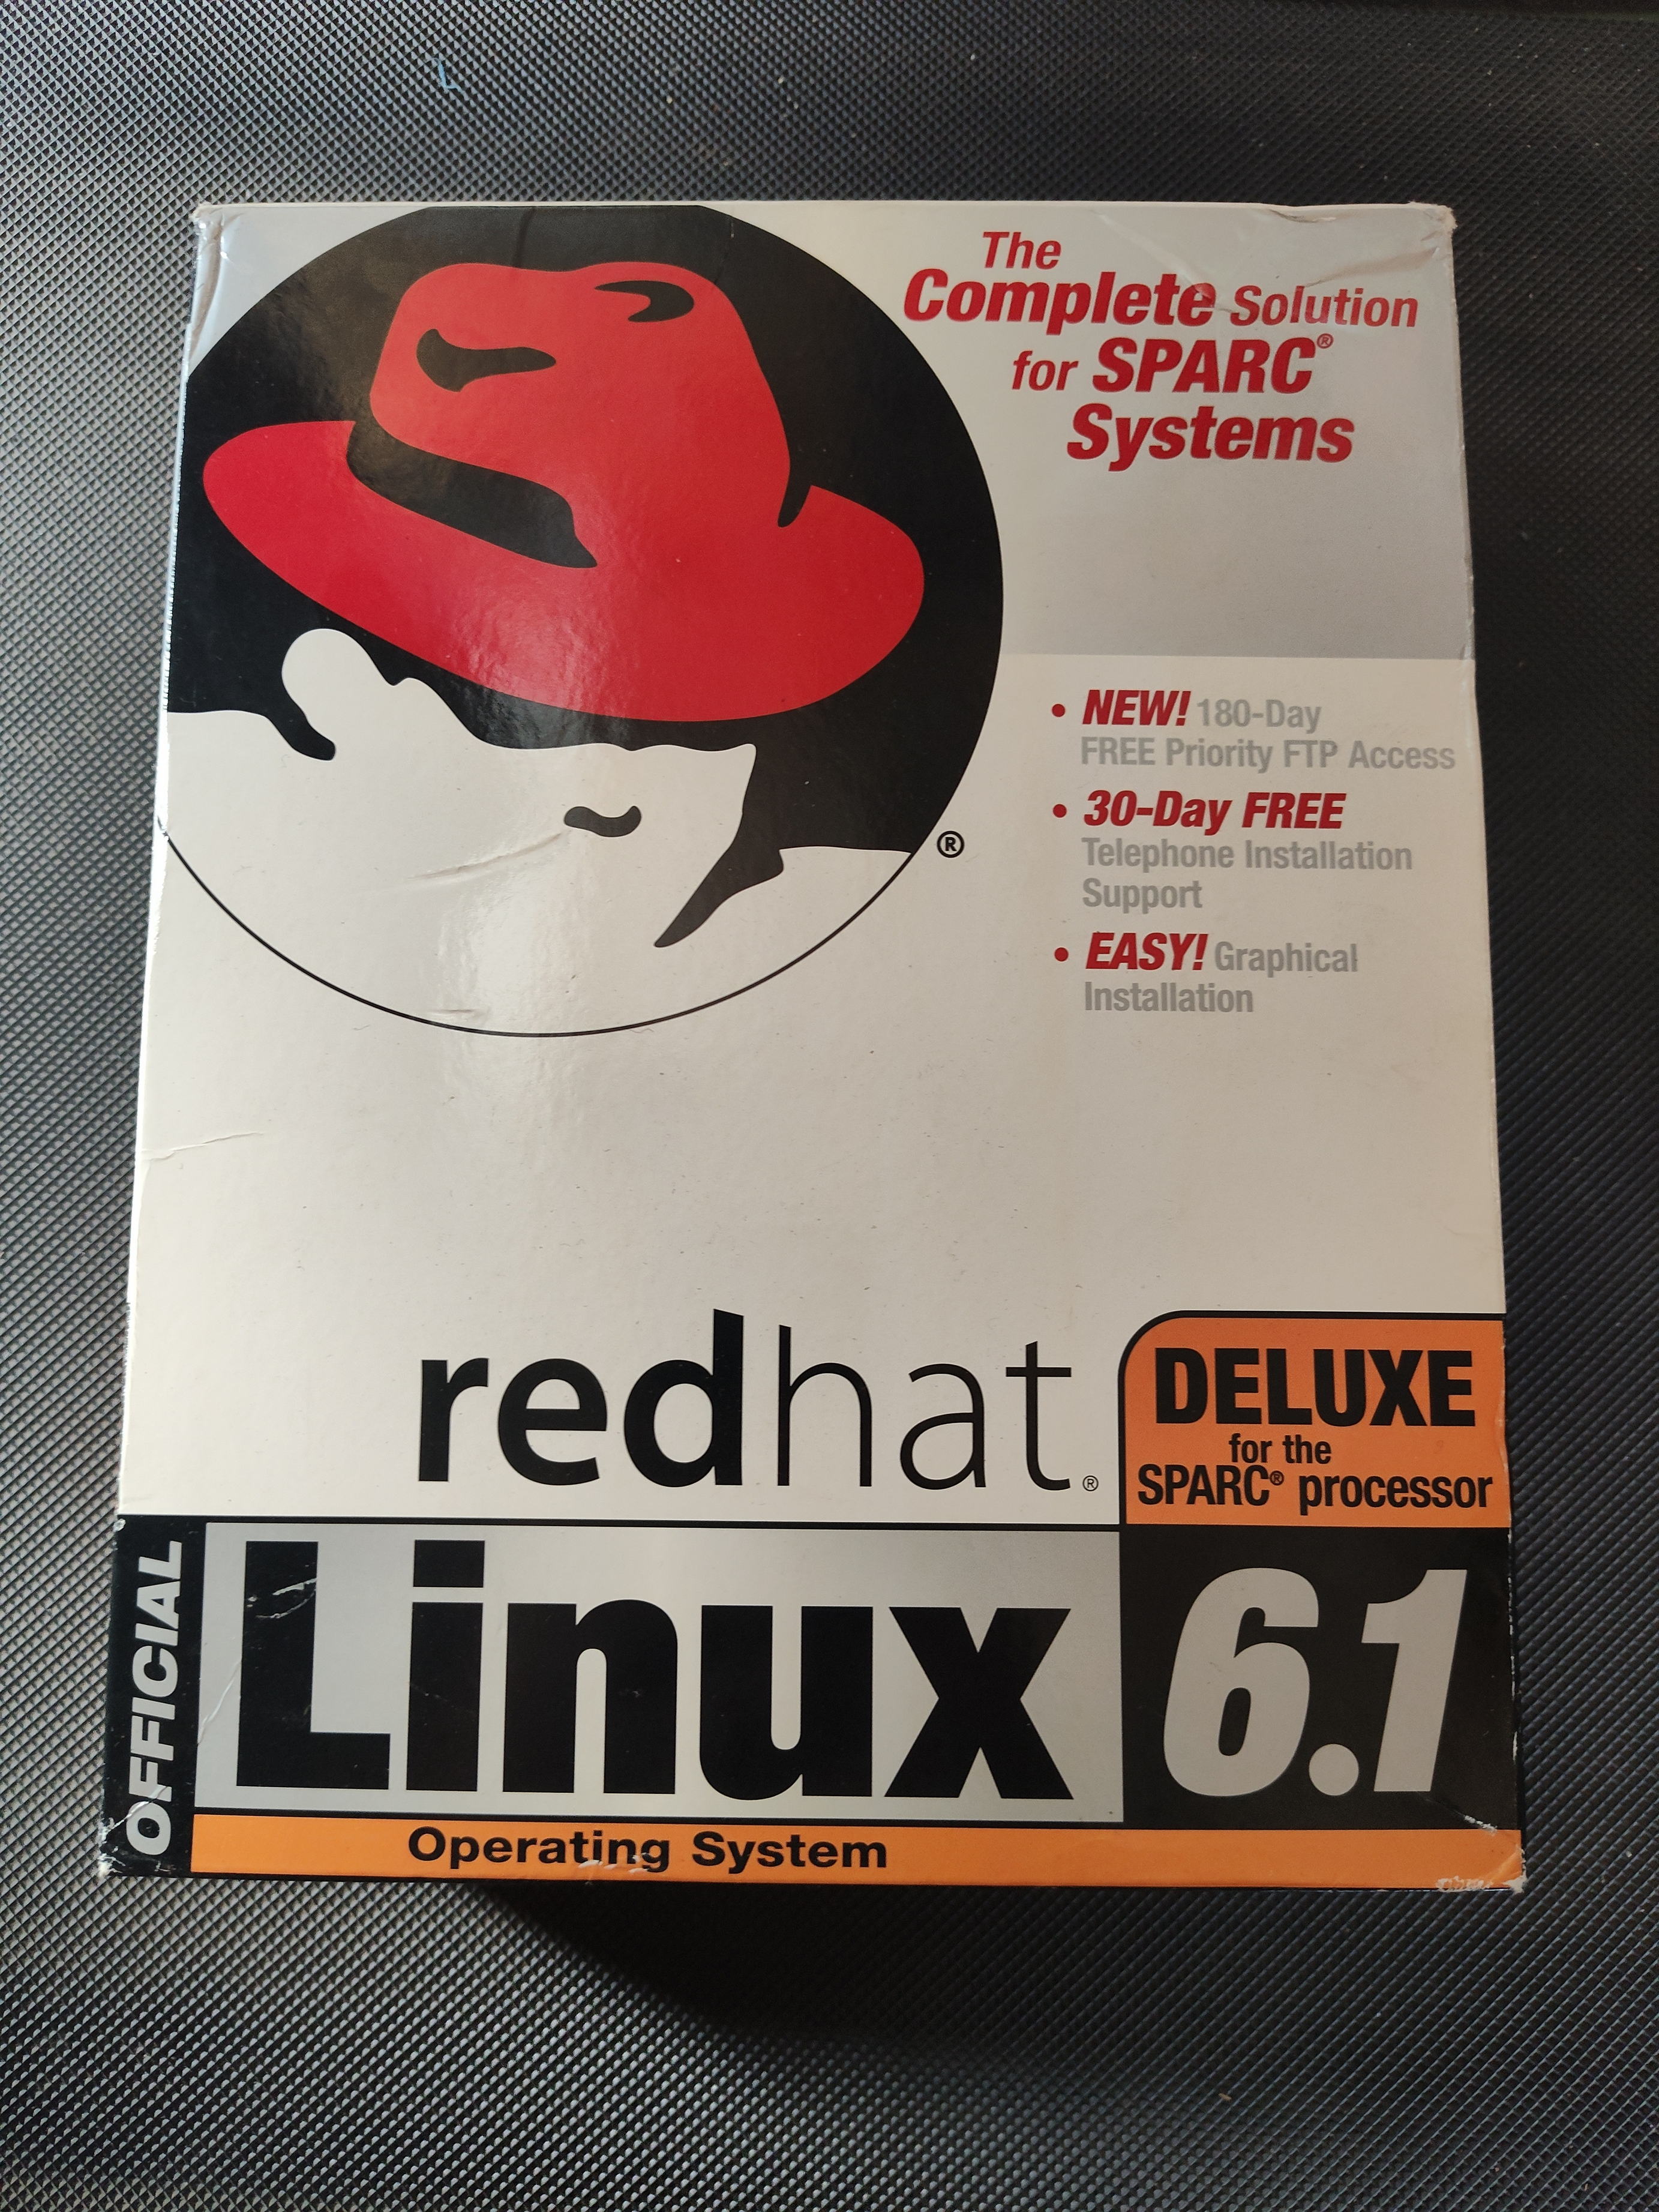 The
Complete Solution
for SPARC®
Systems
®
• NEW! 180-Day
FREE Priority FTP Access
• 30-Day FREE
Telephone Installation
Support
• EASY! Graphical
Installation
redhat®
DELUXE
for the
SPARC® processor
OFFICIAL
Linux 6.1
Operating System